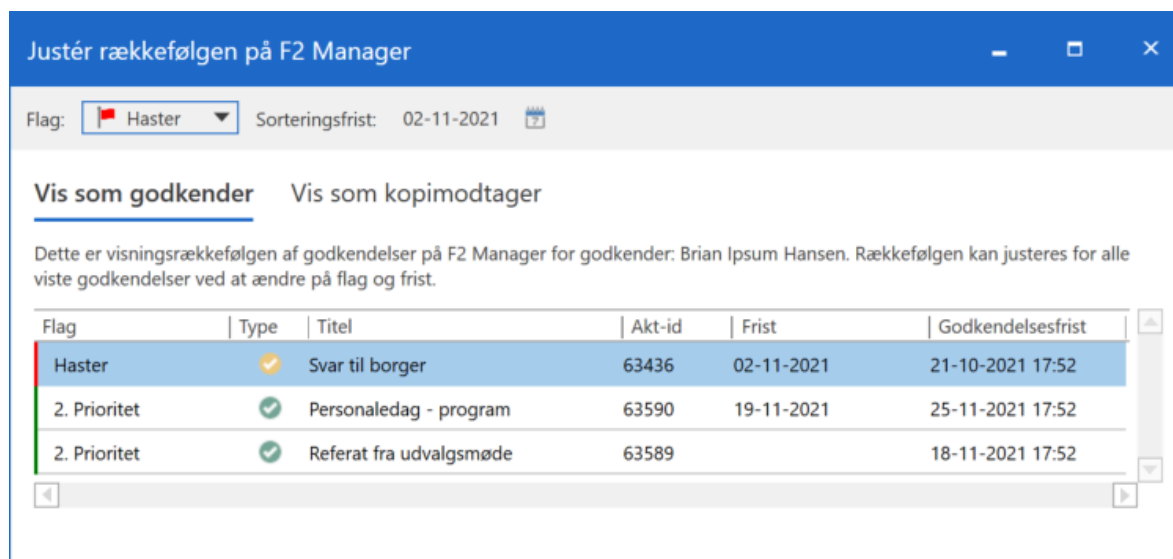 Justér rækkefølgen på F2 Manager
Flag: Haster Sorteringsfrist: 02-11-2021 7
Vis som godkender Vis som kopimodtager
Dette er visningsrækkefølgen af godkendelser på F2 Manager for godkender: Brian Ipsum Hansen. Rækkefølgen kan justeres for alle
viste godkendelser ved at ændre på flag og frist.
Flag Type Titel Akt-id Frist Godkendelsesfrist
Haster Svar til borger 63436 02-11-2021 21-10-2021 17:52
2. Prioritet Personaledag - program 63590 19-11-2021 25-11-2021 17:52
2. Prioritet Referat fra udvalgsmøde 63589 18-11-2021 17:52